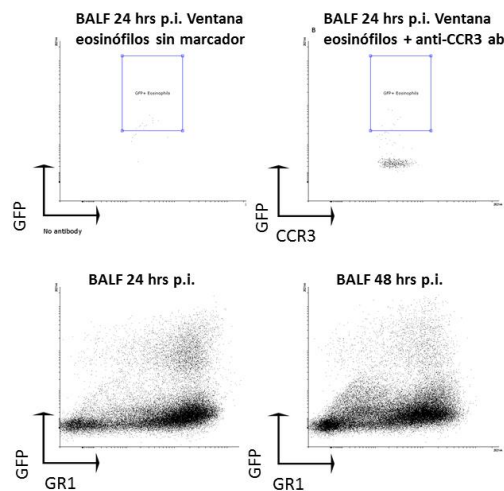 BALF 24 hrs p.i. Ventana
eosinófilos sin marcador
GFP+ Eosinophils
GFP
No antibody
BALF 24 hrs p.i. Ventana
eosinófilos + anti-CCR3 ab
B
GFP+ Eosinophils
GFP
CCR3
BALF 24 hrs p.i.
GFP
GR1
BALF 48 hrs p.i.
GFP
GR1